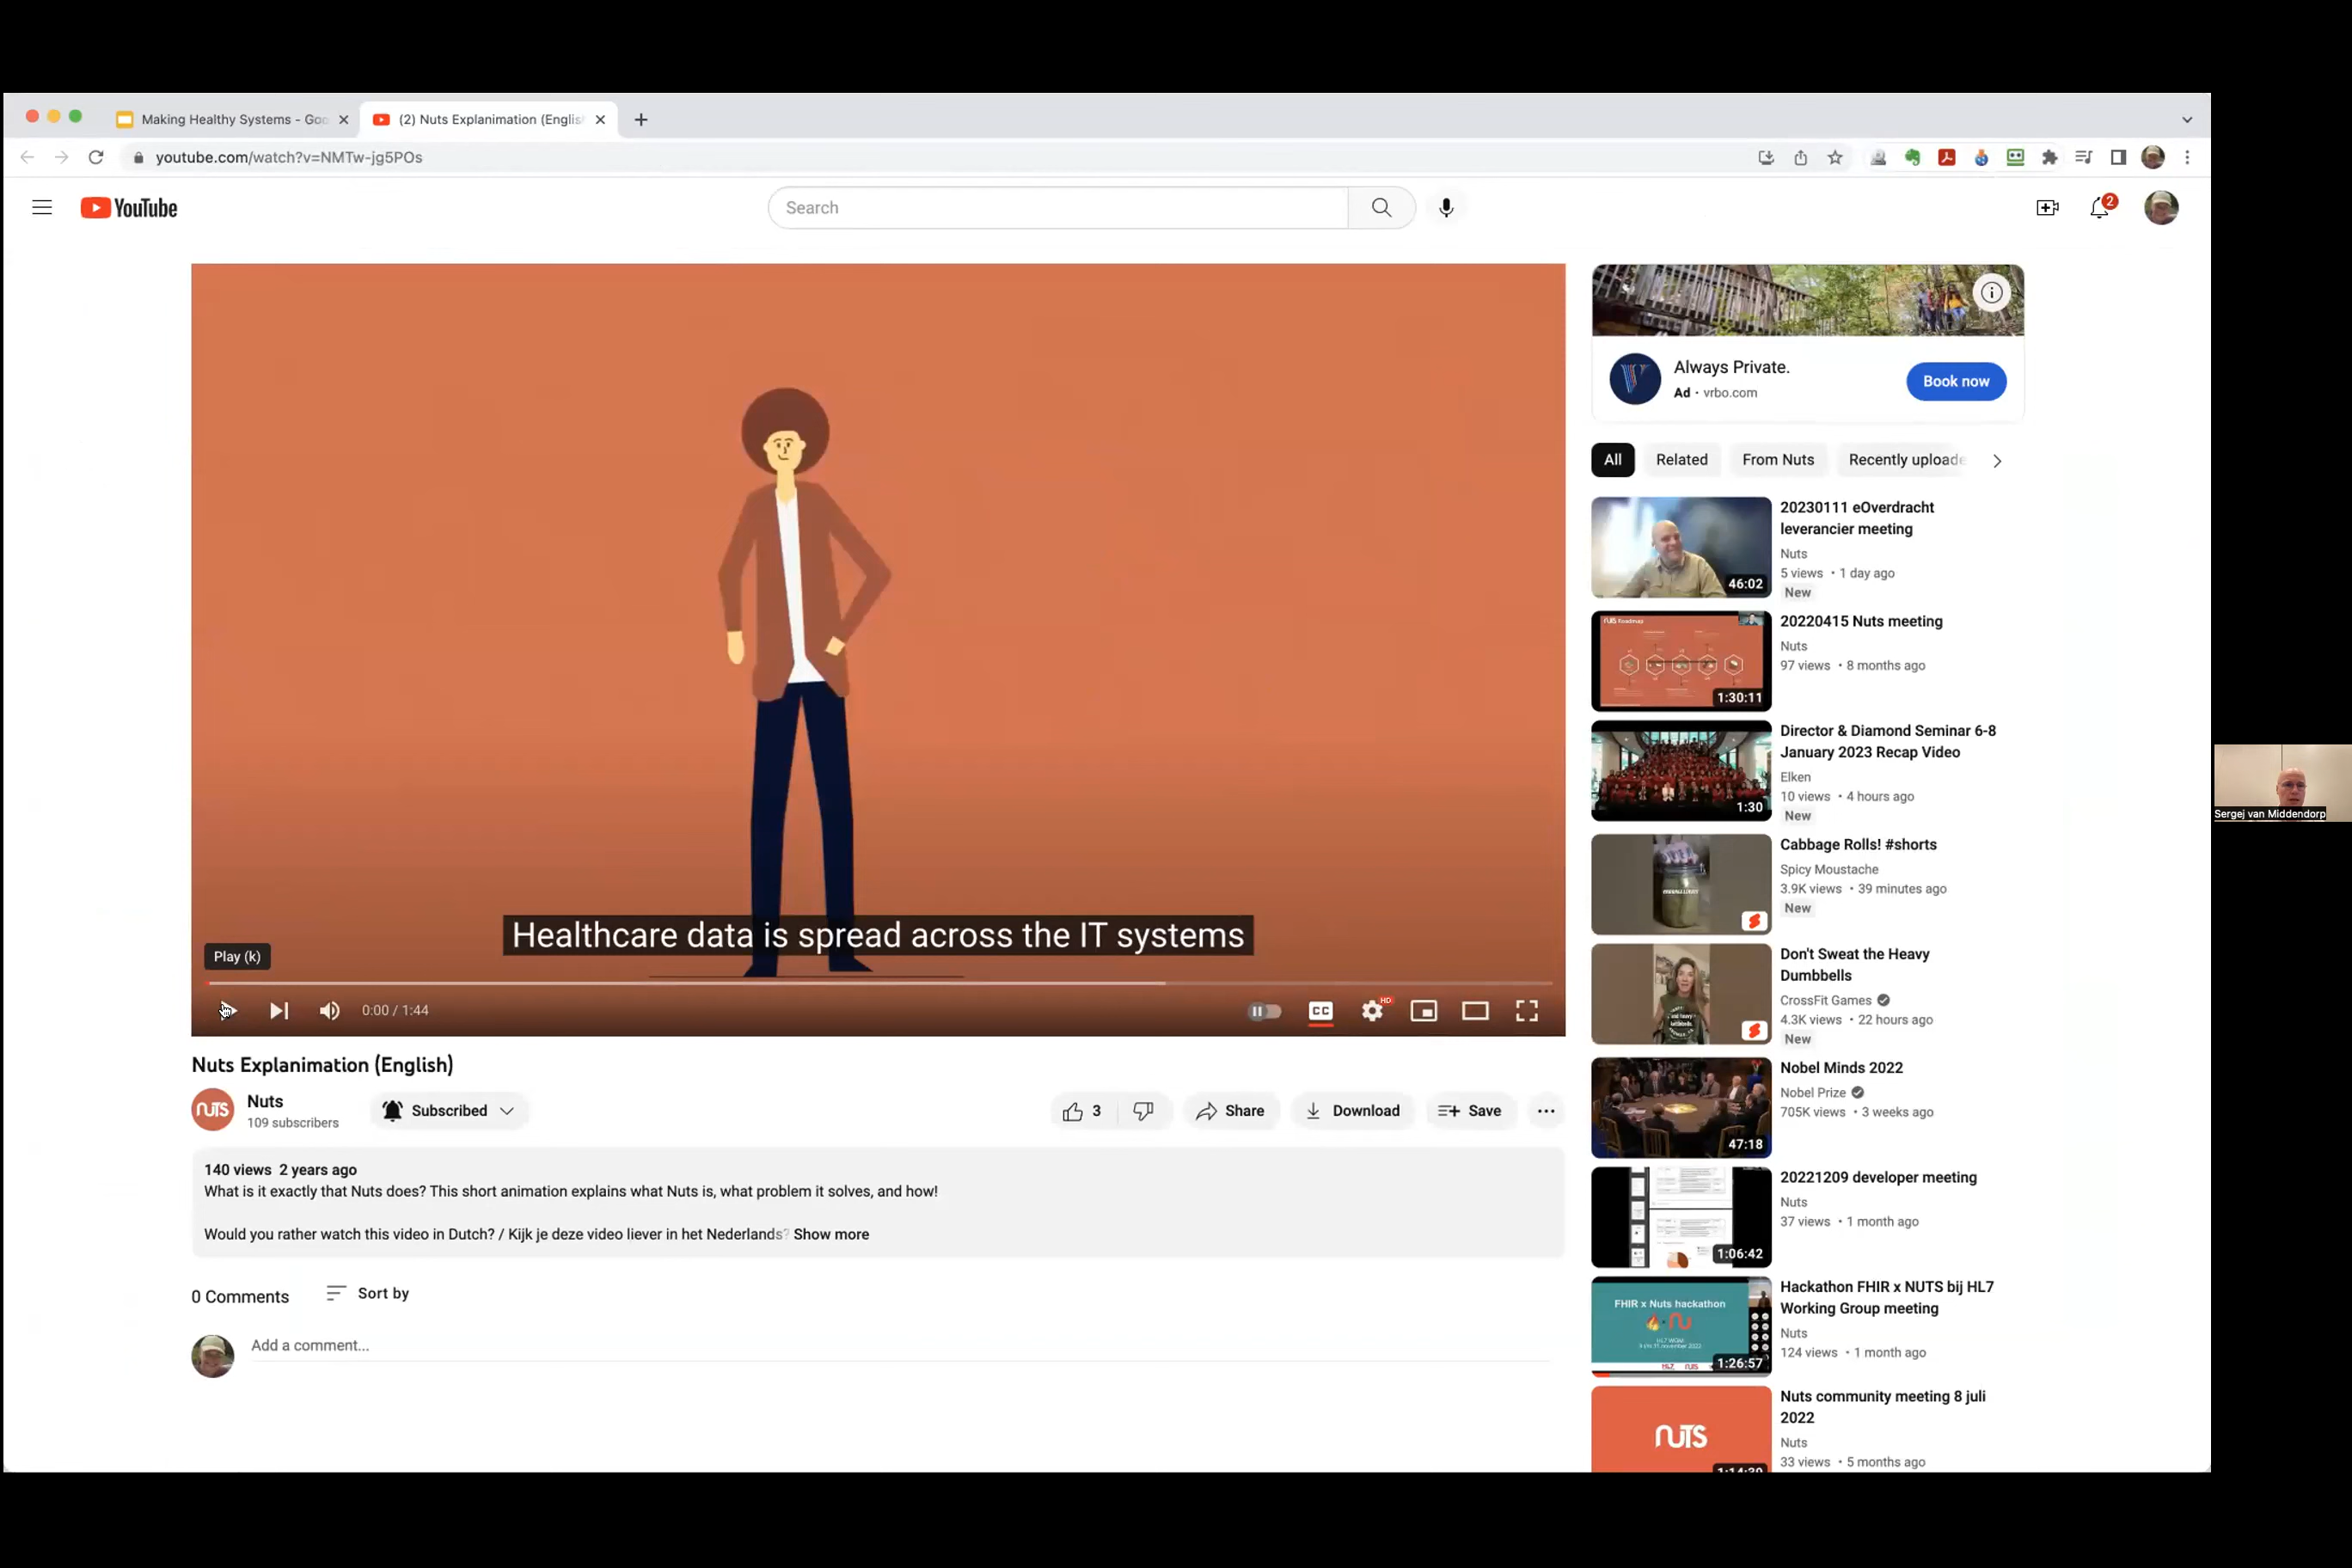 Making Healthy Systems - Goo
(2) Nuts Explanimation (Englis
youtube.com/watch?v=NMTw-jg5POs
YouTube
Search
2
Always Private.
Ad · vrbo.com
Book now
All
Related
From Nuts
Recently uploade
Healthcare data is spread across the IT systems
Play (k)
0:00 / 1:44
CC
HD
Nuts Explanimation (English)
NUTS
Nuts
109 subscribers
Subscribed
3
Share
Download
Save
140 views 2 years ago
What is it exactly that Nuts does? This short animation explains what Nuts is, what problem it solves, and how!
Would you rather watch this video in Dutch? / Kijk je deze video liever in het Nederlands? Show more
0 Comments
Sort by
Add a comment...
46:02
20230111 eOverdracht
leverancier meeting
Nuts
5 views • 1 day ago
New
NUTS Roadmap
1:30:11
20220415 Nuts meeting
Nuts
97 views • 8 months ago
1:30
Director & Diamond Seminar 6-8
January 2023 Recap Video
Elken
10 views • 4 hours ago
New
Cabbage Rolls! #shorts
Spicy Moustache
3.9K views • 39 minutes ago
New
Don't Sweat the Heavy
Dumbbells
CrossFit Games
4.3K views • 22 hours ago
New
47:18
Nobel Minds 2022
Nobel Prize
705K views • 3 weeks ago
1:06:42
20221209 developer meeting
Nuts
37 views • 1 month ago
FHIR x Nuts hackathon
1:26:57
Hackathon FHIR x NUTS bij HL7
Working Group meeting
Nuts
124 views • 1 month ago
NUTS
Nuts community meeting 8 juli
2022
Nuts
33 views • 5 months ago
Sergej van Middendorp